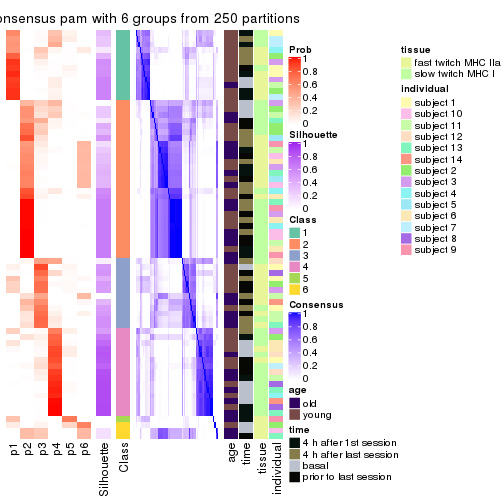 onsensus pam with 6 groups from 250 partitions
Prob
1
0.8
0.6
0.4
0.2
0
Silhouette
1
0.8
0.6
0.4
0.2
0
Class
1
2
3
4
5
6
Consensus
1
0.8
0.6
0.4
0.2
0
age
old
young
time
4 h after 1st session
4 h after last session
basal
prior to last session
tissue
fast twitch MHC IIa
slow twitch MHC I
individual
subject 1
subject 10
subject 11
subject 12
subject 13
subject 14
subject 2
subject 3
subject 4
subject 5
subject 6
subject 7
subject 8
subject 9
p1
p2
p3
p4
p5
p6
Silhouette
Class
age
time
tissue
individual